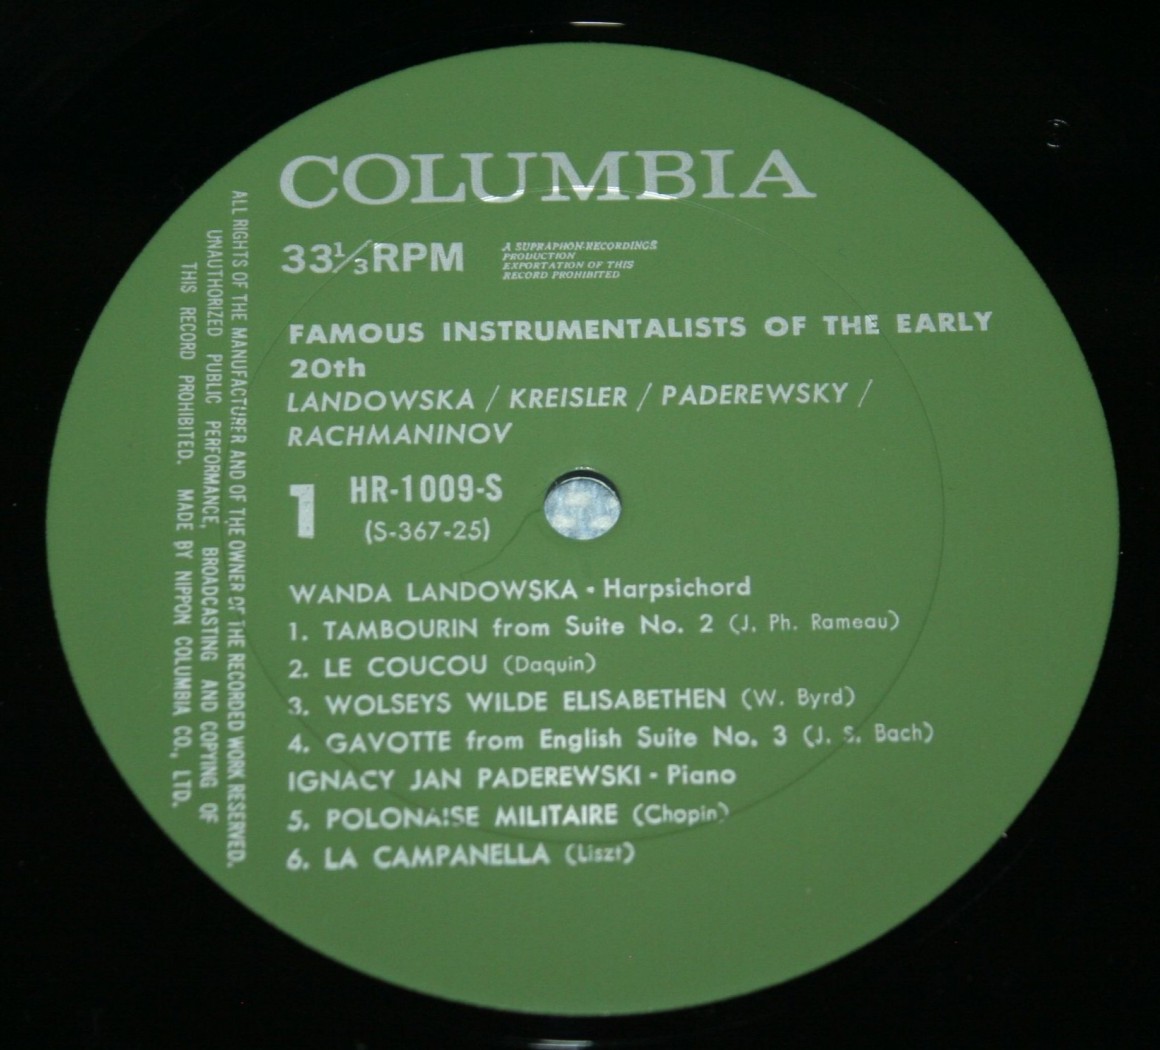 COLUMBIA
33⅓RPM
A SUPRAPHON-RECORDINGS
PRODUCTION
EXPORTATION OF THIS
RECORD PROHIBITED
FAMOUS INSTRUMENTALISTS OF THE EARLY
20th
LANDOWSKA / KREISLER / PADEREWSKY /
RACHMANINOV
1
HR-1009-S
(S-367-25)
WANDA LANDOWSKA • Harpsichord
1. TAMBOURIN from Suite No. 2 (J. Ph. Rameau)
2. LE COUCOU (Daquin)
3. WOLSEYS WILDE ELISABETHEN (W. Byrd)
4. GAVOTTE from English Suite No. 3 (J. S. Bach)
IGNACY JAN PADEREWSKI • Piano
5. POLONAISE MILITAIRE (Chopin)
6. LA CAMPANELLA (Liszt)
ALL RIGHTS OF THE MANUFACTURER AND OF THE OWNER OF THE RECORDED WORK RESERVED.
UNAUTHORIZED PUBLIC PERFORMANCE, BROADCASTING AND COPYING OF
THIS RECORD PROHIBITED. MADE BY NIPPON COLUMBIA CO., LTD.